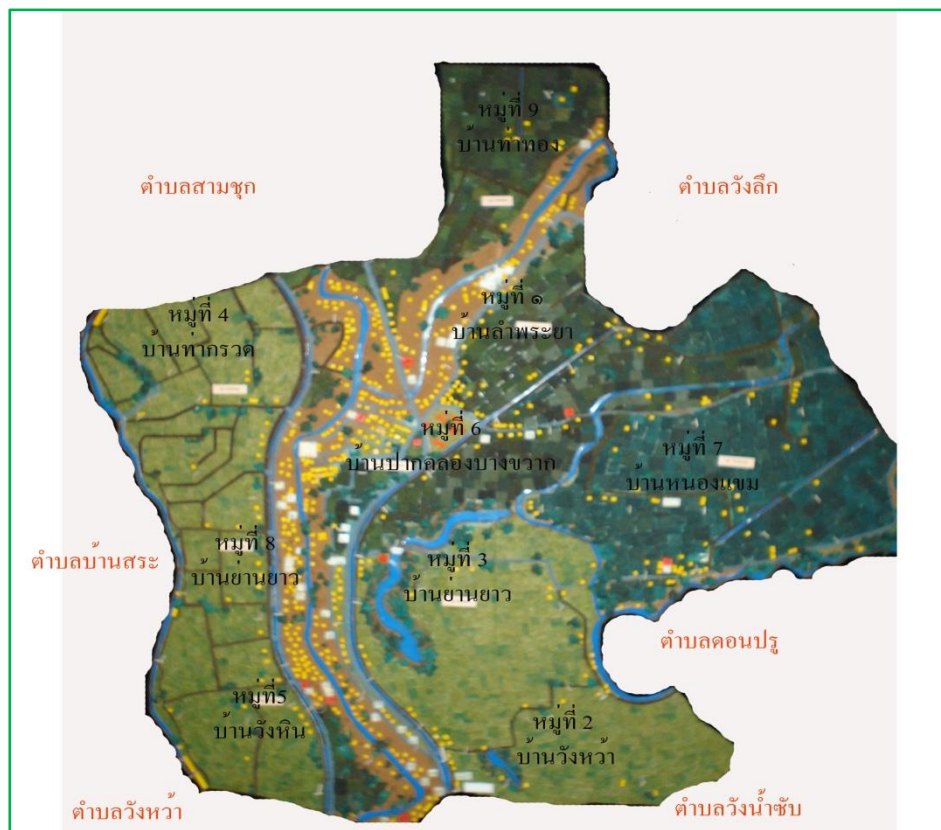 หมู่ที่ 9
บ้านท่าทอง
ตำบลสามชุก
ตำบลวังลึก
หมู่ที่ ๑
บ้านลำพระยา
หมู่ที่ 4
บ้านท่ากรวด
หมู่ที่ 6
บ้านปากคลองบางขวาก
หมู่ที่ 7
บ้านหนองแขม
หมู่ที่ 8
บ้านย่านยาว
หมู่ที่ 3
บ้านย่านยาว
ตำบลบ้านสระ
ตำบลดอนปรู
หมู่ที่5
บ้านวังหิน
หมู่ที่ 2
บ้านวังหว้า
ตำบลวังหว้า
ตำบลวังน้ำซับ